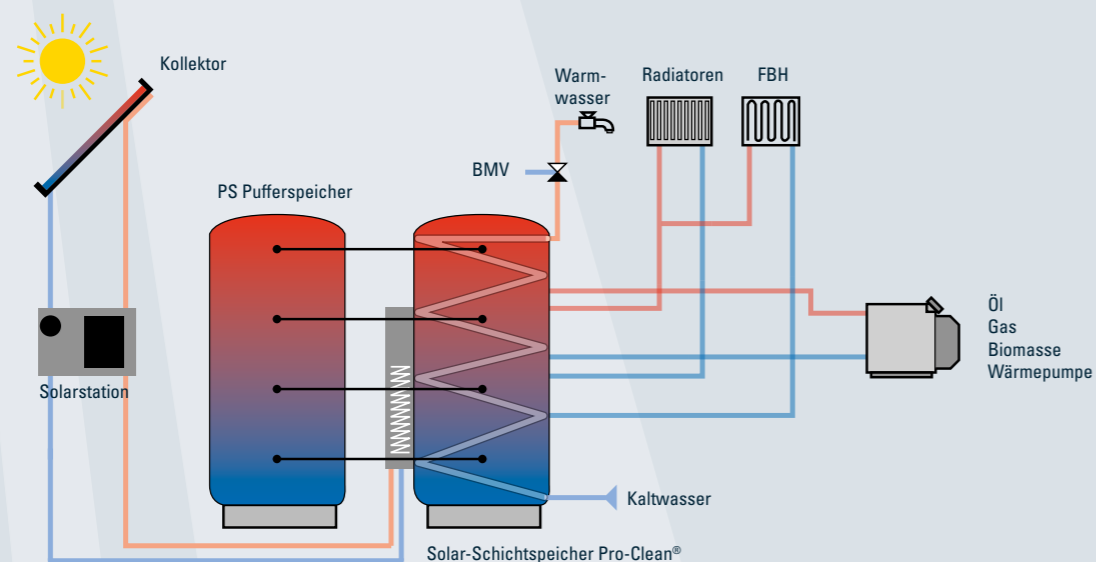 Kollektor
Warm-
wasser
Radiatoren
FBH
BMV
PS Pufferspeicher
Öl
Gas
Biomasse
Wärmepumpe
Solarstation
Kaltwasser
Solar-Schichtspeicher Pro-Clean®